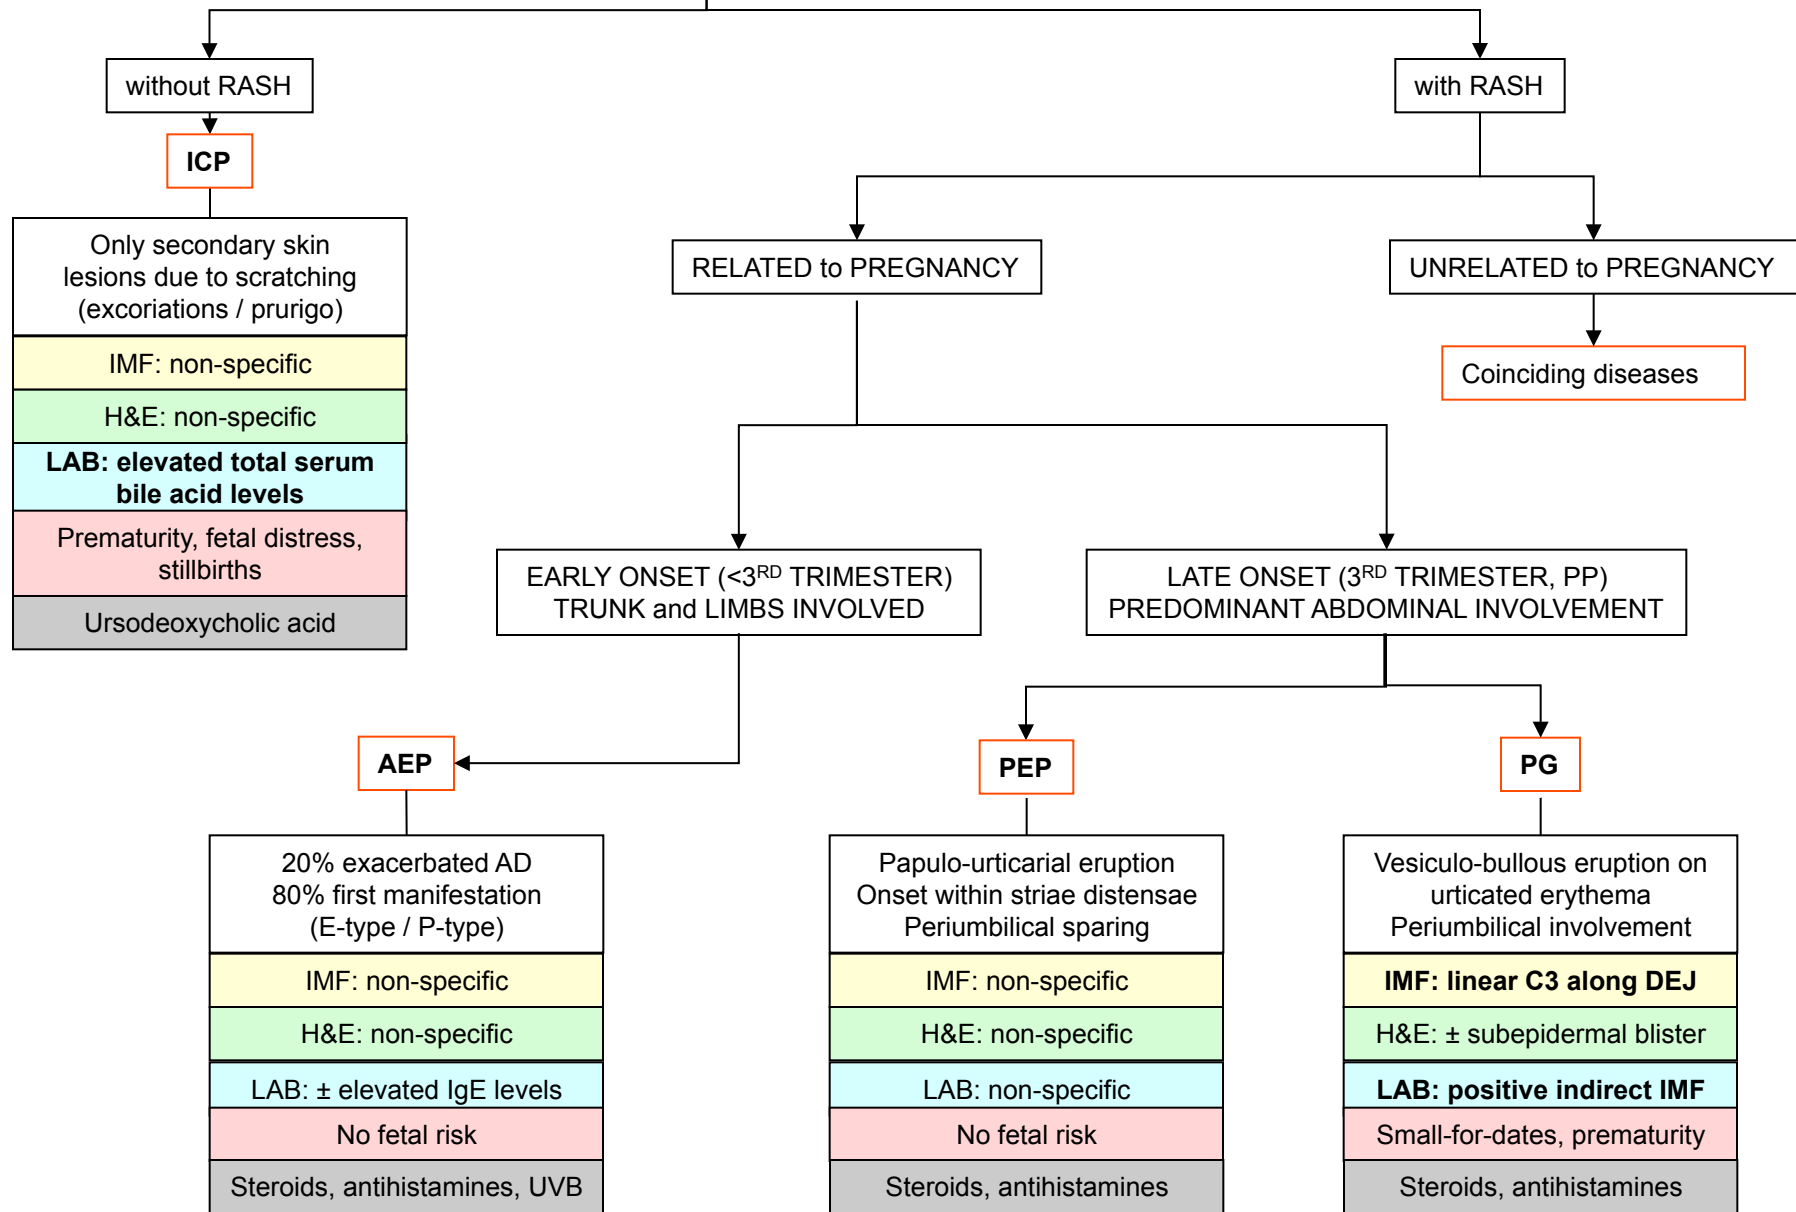 without RASH
with RASH
ICP
Only secondary skin
lesions due to scratching
(excoriations / prurigo)
IMF: non-specific
H&E: non-specific
LAB: elevated total serum
bile acid levels
Prematurity, fetal distress,
stillbirths
Ursodeoxycholic acid
RELATED to PREGNANCY
UNRELATED to PREGNANCY
Coinciding diseases
EARLY ONSET (<3RD TRIMESTER)
TRUNK and LIMBS INVOLVED
LATE ONSET (3RD TRIMESTER, PP)
PREDOMINANT ABDOMINAL INVOLVEMENT
AEP
20% exacerbated AD
80% first manifestation
(E-type / P-type)
IMF: non-specific
H&E: non-specific
LAB: ± elevated IgE levels
No fetal risk
Steroids, antihistamines, UVB
PEP
Papulo-urticarial eruption
Onset within striae distensae
Periumbilical sparing
IMF: non-specific
H&E: non-specific
LAB: non-specific
No fetal risk
Steroids, antihistamines
PG
Vesiculo-bullous eruption on
urticated erythema
Periumbilical involvement
IMF: linear C3 along DEJ
H&E: ± subepidermal blister
LAB: positive indirect IMF
Small-for-dates, prematurity
Steroids, antihistamines